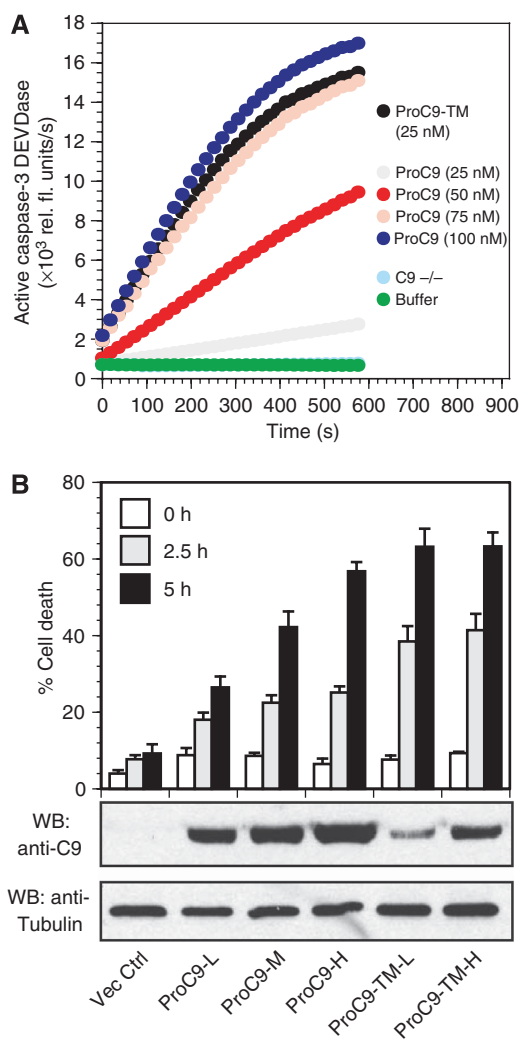 A
Active caspase-3 DEVDase
(×10³ rel. fl. units/s)
18
16
14
12
10
8
6
4
2
0
0 100 200 300 400 500 600 700 800 900
Time (s)
ProC9-TM
(25 nM)
ProC9 (25 nM)
ProC9 (50 nM)
ProC9 (75 nM)
ProC9 (100 nM)
C9 –/–
Buffer
B
% Cell death
80
60
40
20
0
0 h
2.5 h
5 h
WB:
anti-C9
WB: anti-
Tubulin
Vec Ctrl
ProC9-L
ProC9-M
ProC9-H
ProC9-TM-L
ProC9-TM-H